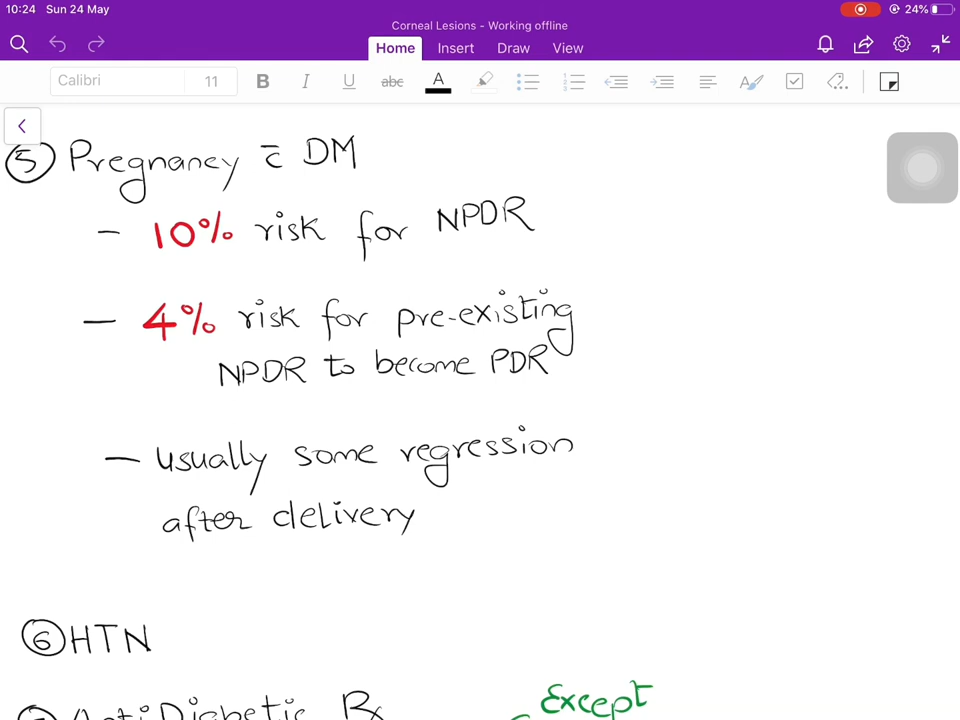 10:24 Sun 24 May
24%
Corneal Lesions - Working offline
Home Insert Draw View
Calibri 11 B I U abc A
⑤ Pregnancy c̄ DM
- 10% risk for NPDR
- 4% risk for pre-existing
NPDR to become PDR
- usually some regression
after delivery
⑥ HTN
AntiDiabetic Rx
Except